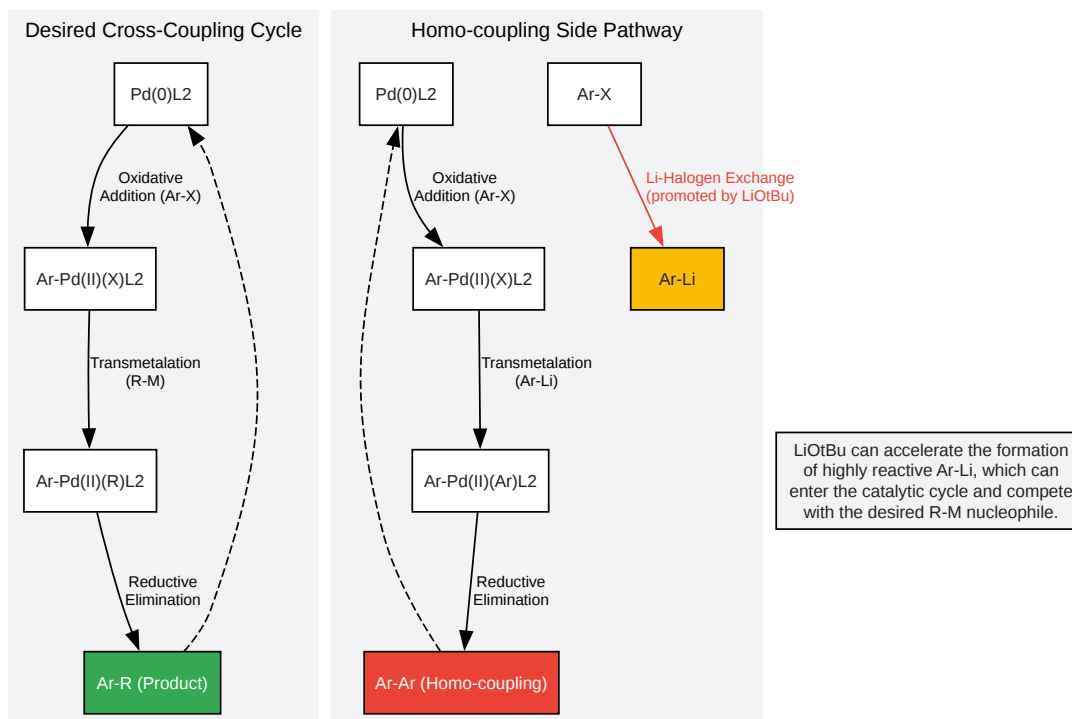 Desired Cross-Coupling Cycle
Pd(0)L2
Oxidative
Addition (Ar-X)
Ar-Pd(II)(X)L2
Transmetalation
(R-M)
Ar-Pd(II)(R)L2
Reductive
Elimination
Ar-R (Product)
Homo-coupling Side Pathway
Pd(0)L2
Ar-X
Oxidative
Addition (Ar-X)
Li-Halogen Exchange
(promoted by LiOtBu)
Ar-Pd(II)(X)L2
Ar-Li
Transmetalation
(Ar-Li)
Ar-Pd(II)(Ar)L2
Reductive
Elimination
Ar-Ar (Homo-coupling)
LiOtBu can accelerate the formation
of highly reactive Ar-Li, which can
enter the catalytic cycle and compete
with the desired R-M nucleophile.